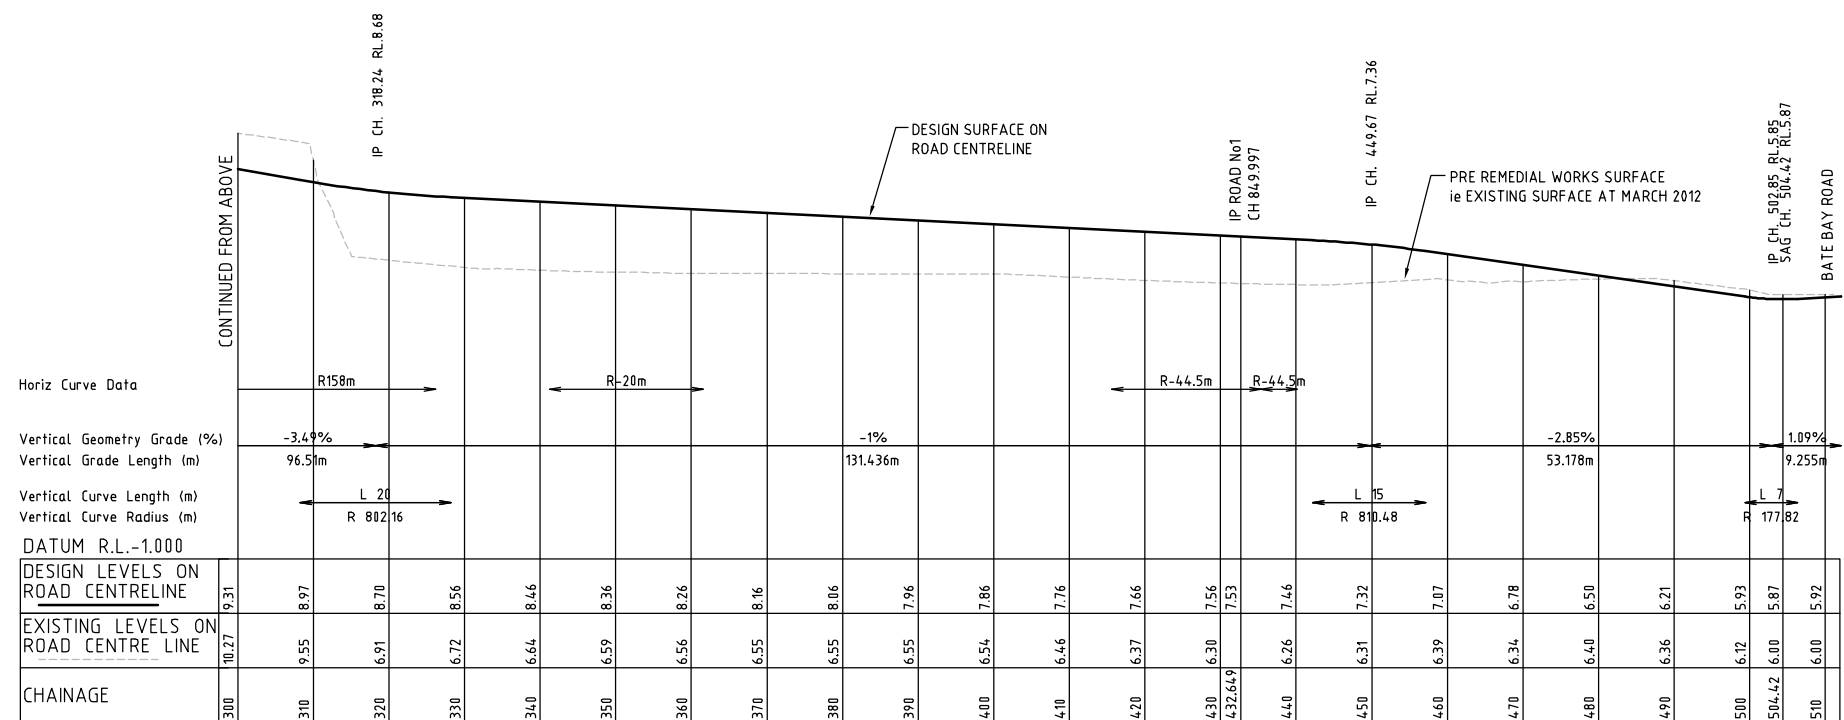 IP CH. 318.24 RL.8.68
CONTINUED FROM ABOVE
DESIGN SURFACE ON
ROAD CENTRELINE
IP ROAD No1
CH 849.997
IP CH. 449.67 RL.7.36
PRE REMEDIAL WORKS SURFACE
ie EXISTING SURFACE AT MARCH 2012
IP CH. 502.85 RL.5.85
SAG CH. 504.42 RL.5.87
BATE BAY ROAD
Horiz Curve Data R158m R-20m R-44.5m R-44.5m
Vertical Geometry Grade (%) -3.49% -1% -2.85% 1.09%
Vertical Grade Length (m) 96.51m 131.436m 53.178m 9.255m
Vertical Curve Length (m) L 20 L 15 L 7
Vertical Curve Radius (m) R 802.16 R 810.48 R 177.82
DATUM R.L.-1.000
DESIGN LEVELS ON
ROAD CENTRELINE 9.31 8.97 8.70 8.56 8.46 8.36 8.26 8.16 8.06 7.96 7.86 7.76 7.66 7.56 7.53 7.46 7.32 7.07 6.78 6.50 6.21 5.93 5.87 5.92
EXISTING LEVELS ON
ROAD CENTRE LINE 10.27 9.55 6.91 6.72 6.64 6.59 6.56 6.55 6.55 6.55 6.54 6.46 6.37 6.30 6.26 6.31 6.39 6.34 6.40 6.36 6.12 6.00 6.00
CHAINAGE 300 310 320 330 340 350 360 370 380 390 400 410 420 430 432.649 440 450 460 470 480 490 500 504.42 510